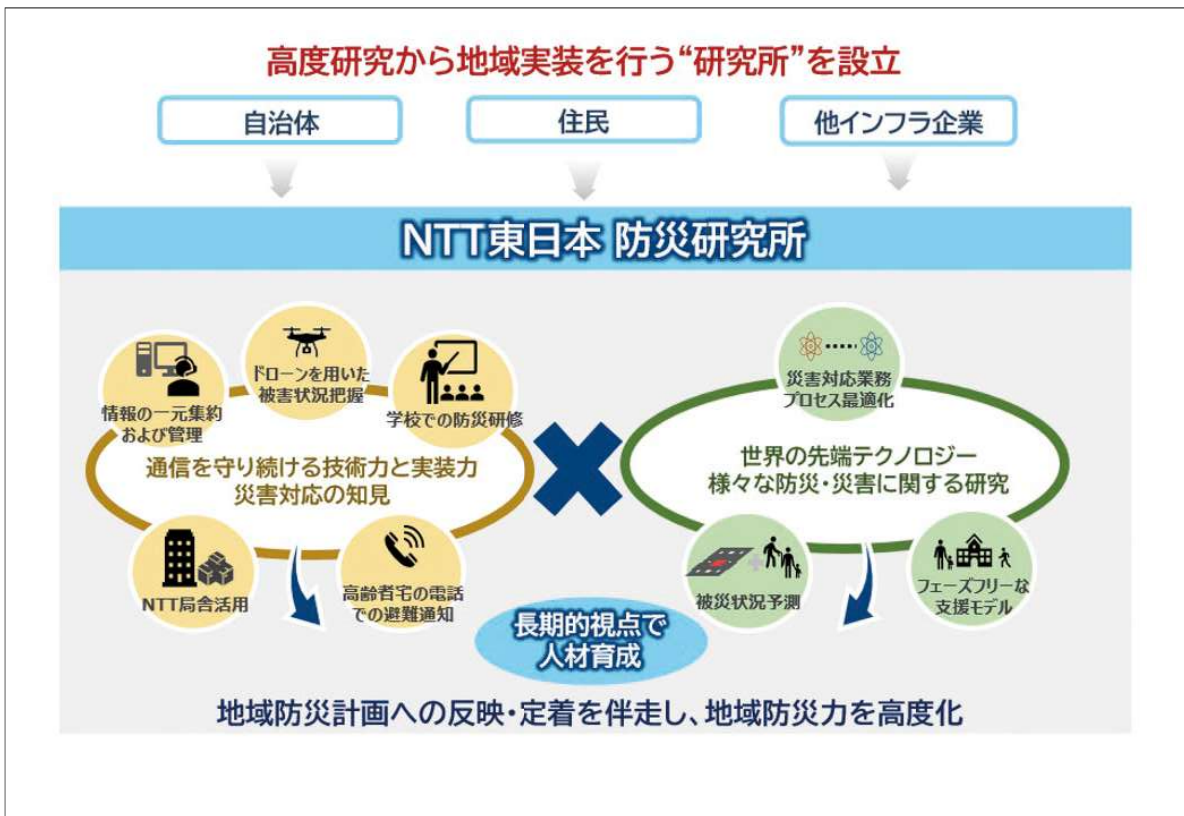 高度研究から地域実装を行う“研究所”を設立
自治体
住民
他インフラ企業
NTT東日本 防災研究所
情報の一元集約
および管理
ドローンを用いた
被害状況把握
学校での防災研修
通信を守り続ける技術力と実装力
災害対応の知見
NTT局舎活用
高齢者宅の電話
での避難通知
災害対応業務
プロセス最適化
世界の先端テクノロジー
様々な防災・災害に関する研究
被災状況予測
フェーズフリーな
支援モデル
長期的視点で
人材育成
地域防災計画への反映・定着を伴走し、地域防災力を高度化